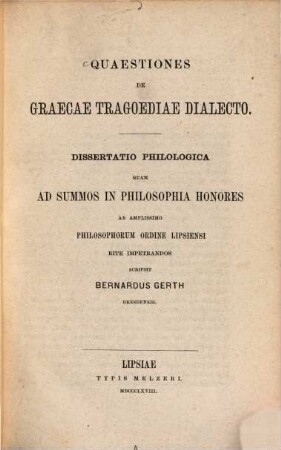 QUAESTIONES
DE
GRAECAE TRAGOEDIAE DIALECTO.
DISSERTATIO PHILOLOGICA
QUAM
AD SUMMOS IN PHILOSOPHIA HONORES
AB AMPLISSIMO
PHILOSOPHORUM ORDINE LIPSIENSI
RITE IMPETRANDOS
SCRIPSIT
BERNARDUS GERTH
DRESDENSIS.
LIPSIAE
TYPIS MELZERI.
MDCCCLXVIII.